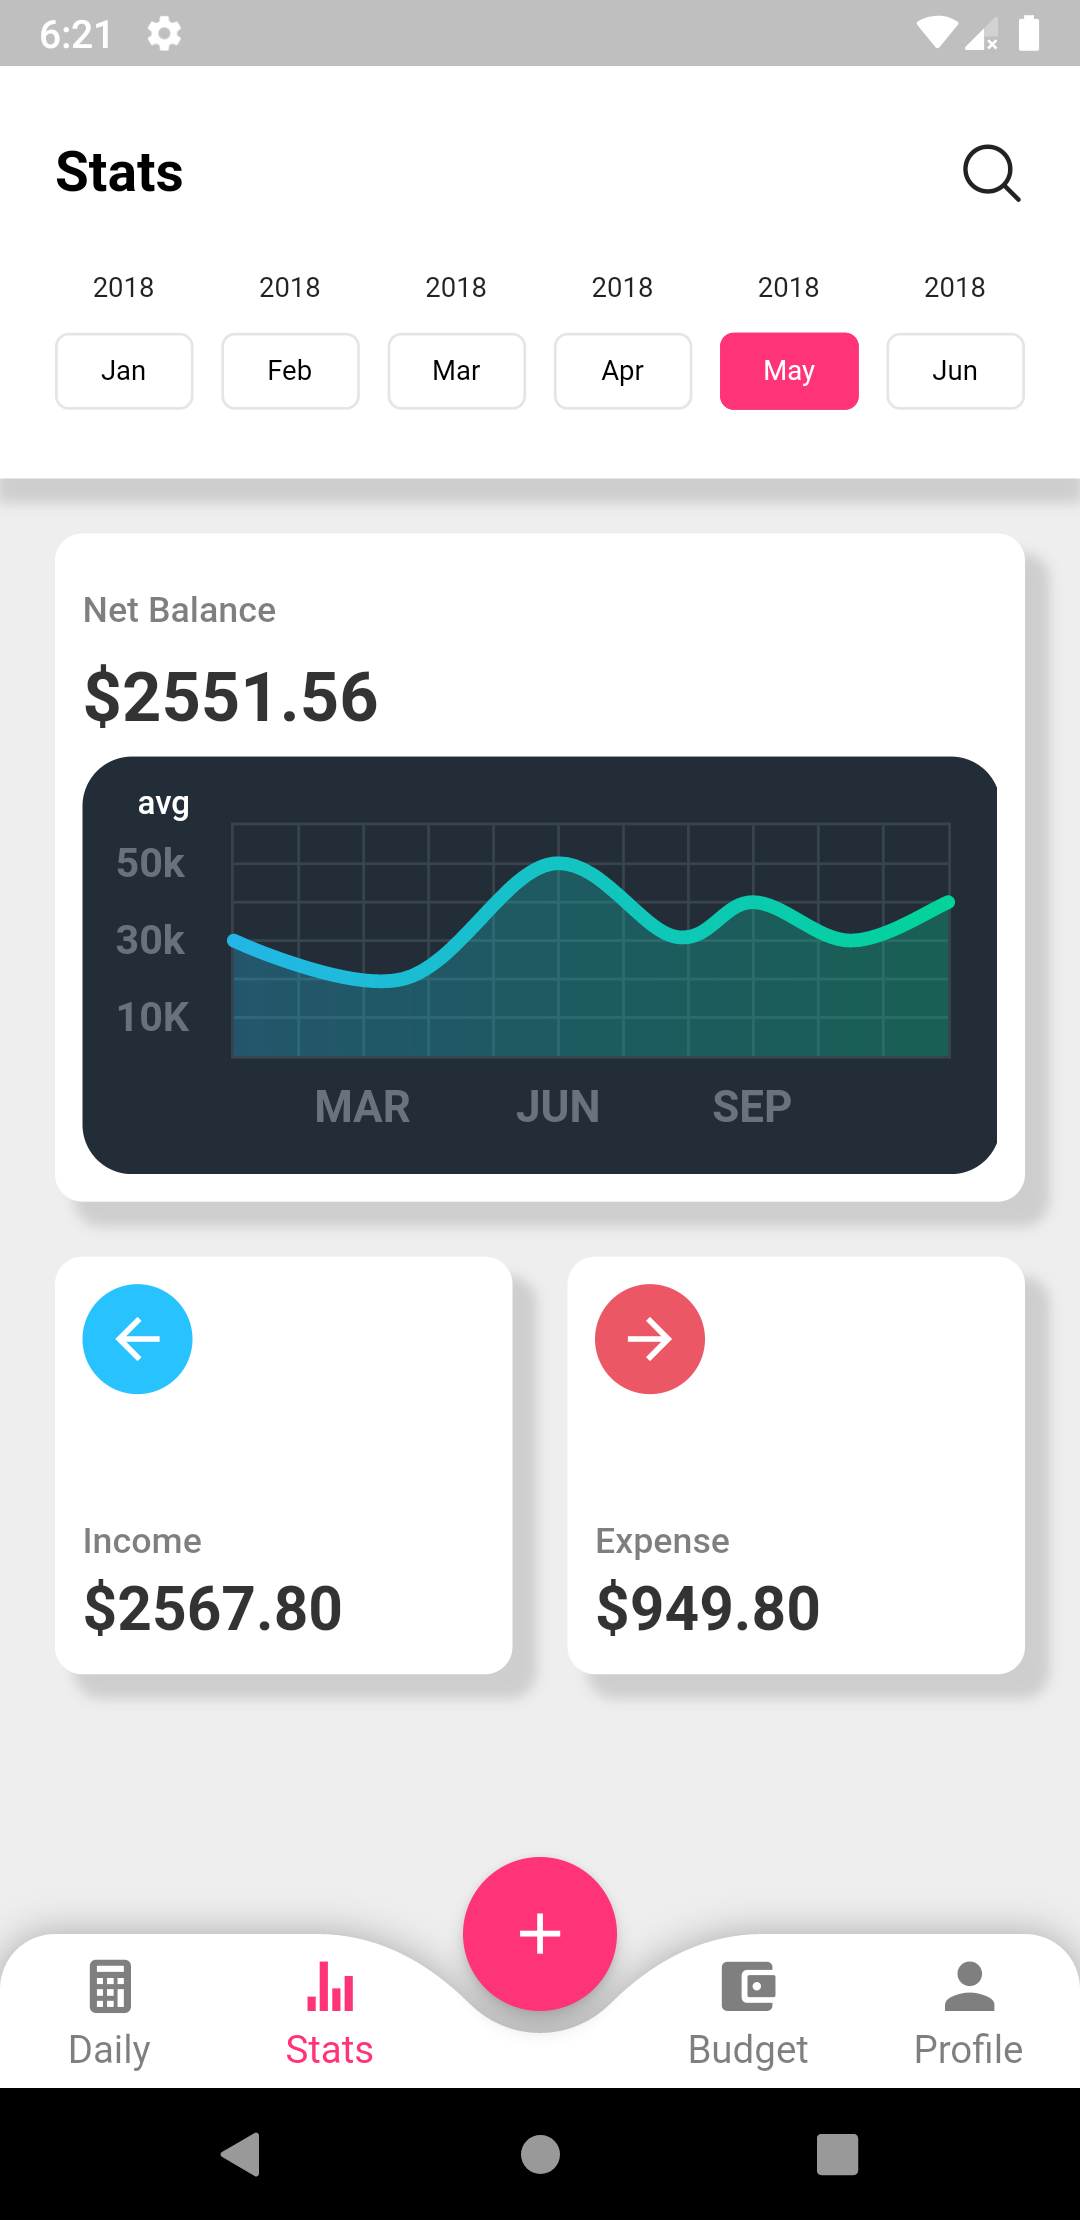 6:21
Stats
2018 2018 2018 2018 2018 2018
Jan Feb Mar Apr May Jun
Net Balance
$2551.56
avg
50k
30k
10K
MAR JUN SEP
Income Expense
$2567.80 $949.80
Daily Stats Budget Profile